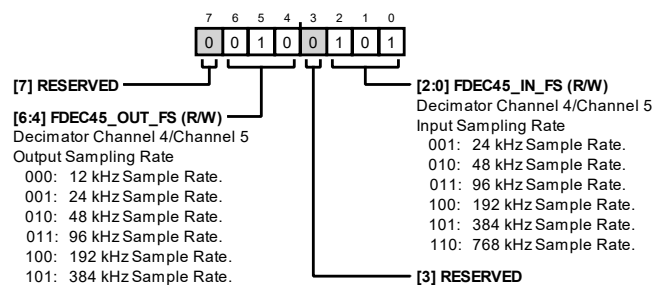 7 6 5 4 3 2 1 0
0 0 1 0 0 1 0 1
[7] RESERVED
[6:4] FDEC45_OUT_FS (R/W)
Decimator Channel 4/Channel 5
Output Sampling Rate
000: 12 kHz Sample Rate.
001: 24 kHz Sample Rate.
010: 48 kHz Sample Rate.
011: 96 kHz Sample Rate.
100: 192 kHz Sample Rate.
101: 384 kHz Sample Rate.
[2:0] FDEC45_IN_FS (R/W)
Decimator Channel 4/Channel 5
Input Sampling Rate
001: 24 kHz Sample Rate.
010: 48 kHz Sample Rate.
011: 96 kHz Sample Rate.
100: 192 kHz Sample Rate.
101: 384 kHz Sample Rate.
110: 768 kHz Sample Rate.
[3] RESERVED